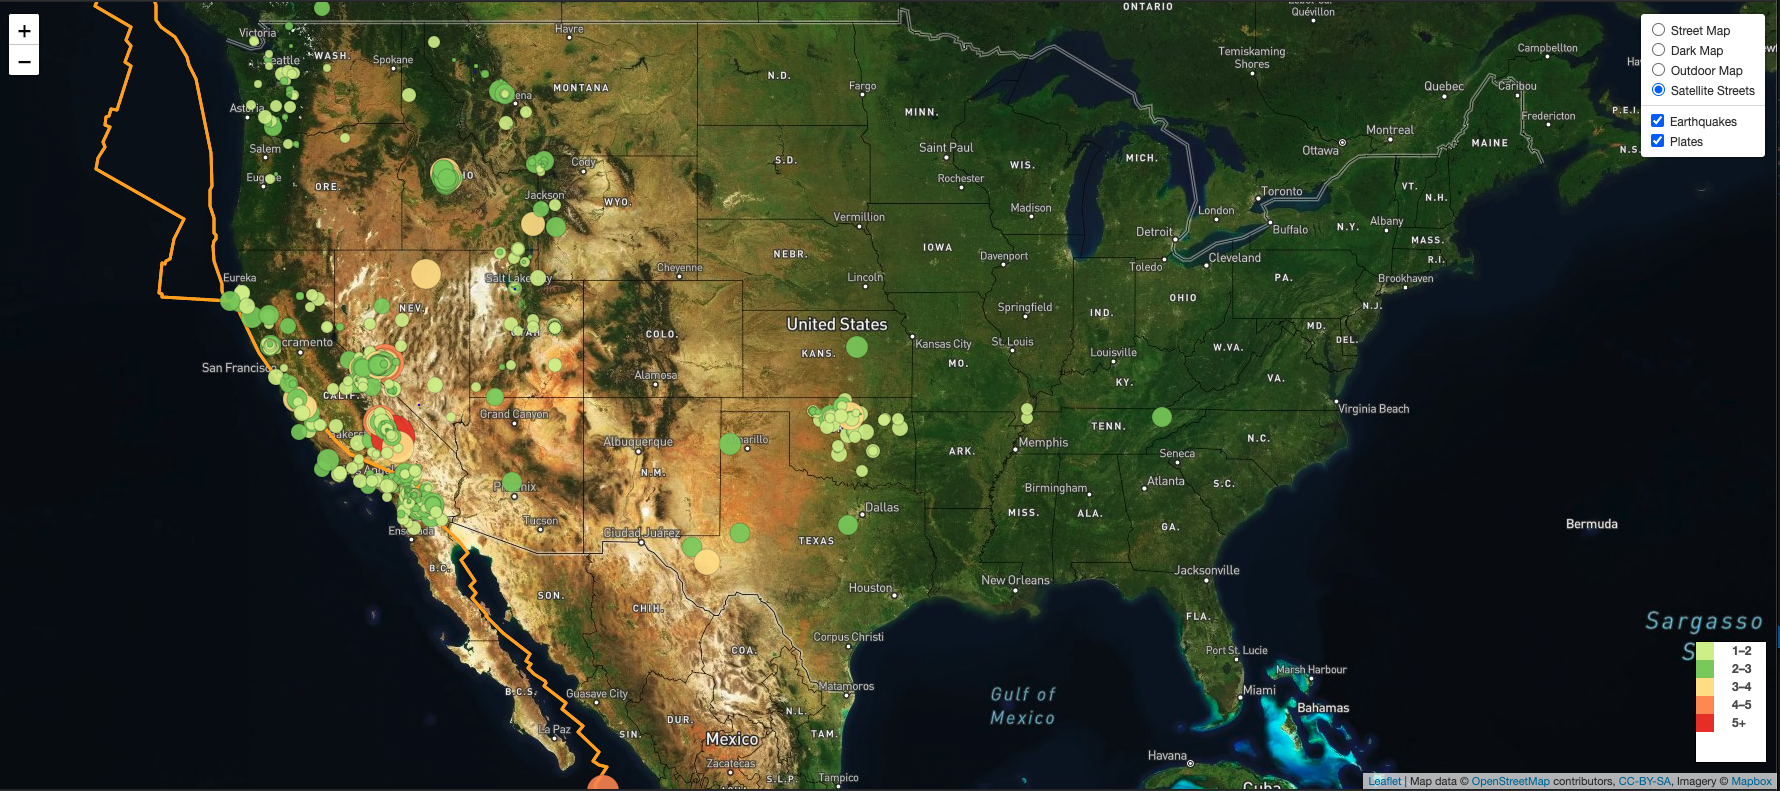 +
−
Street Map
Dark Map
Outdoor Map
Satellite Streets
Earthquakes
Plates
ONTARIO
Quévillon
Victoria
Havre
Temiskaming
Shores
Campbellton
WASH.
Seattle
Spokane
MONTANA
N.D.
Fargo
Quebec
Caribou
Astoria
MINN.
Fredericton
P.E.I.
Montreal
Salem
Saint Paul
Ottawa
MAINE
N.S.
Cody
S.D.
WIS.
MICH.
Eugene
ORE.
Rochester
Jackson
WYO.
Toronto
VT.
N.H.
Madison
London
Vermillion
Buffalo
N.Y.
Albany
Detroit
MASS.
IOWA
NEBR.
Davenport
Cleveland
R.I.
Toledo
Cheyenne
Eureka
Salt Lake City
Lincoln
PA.
Brookhaven
OHIO
NEV.
Springfield
IND.
N.J.
United States
MD.
UTAH
COLO.
DEL.
Sacramento
Kansas City
St. Louis
KANS.
Louisville
W.VA.
San Francisco
MO.
Alamosa
KY.
VA.
CALIF.
Grand Canyon
Virginia Beach
TENN.
Albuquerque
Amarillo
Memphis
N.C.
ARK.
Seneca
N.M.
Los Angeles
Phoenix
Birmingham
Atlanta
S.C.
Dallas
MISS.
ALA.
Tucson
GA.
Bermuda
Ensenada
Ciudad Juárez
TEXAS
B.C.
Jacksonville
New Orleans
Houston
SON.
CHIH.
FLA.
Sargasso
S
Corpus Christi
COA.
Port St. Lucie
Marsh Harbour
Matamoros
B.C.S.
Guasave City
Gulf of
Mexico
Miami
Bahamas
N.L.
DUR.
La Paz
SIN.
Mexico
TAM.
Zacatecas
Havana
S.L.P.
Tampico
Cuba
1–2
2–3
3–4
4–5
5+
Leaflet | Map data © OpenStreetMap contributors, CC-BY-SA, Imagery © Mapbox